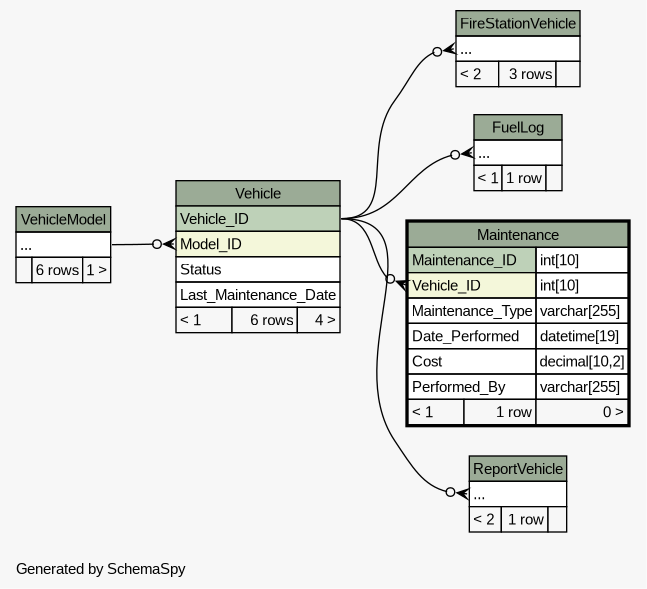 FireStationVehicle
...
< 2 3 rows
FuelLog
...
< 1 1 row
Vehicle
Vehicle_ID
Model_ID
Status
Last_Maintenance_Date
< 1 6 rows 4 >
VehicleModel
...
6 rows 1 >
Maintenance
Maintenance_ID int[10]
Vehicle_ID int[10]
Maintenance_Type varchar[255]
Date_Performed datetime[19]
Cost decimal[10,2]
Performed_By varchar[255]
< 1 1 row 0 >
ReportVehicle
...
< 2 1 row
Generated by SchemaSpy